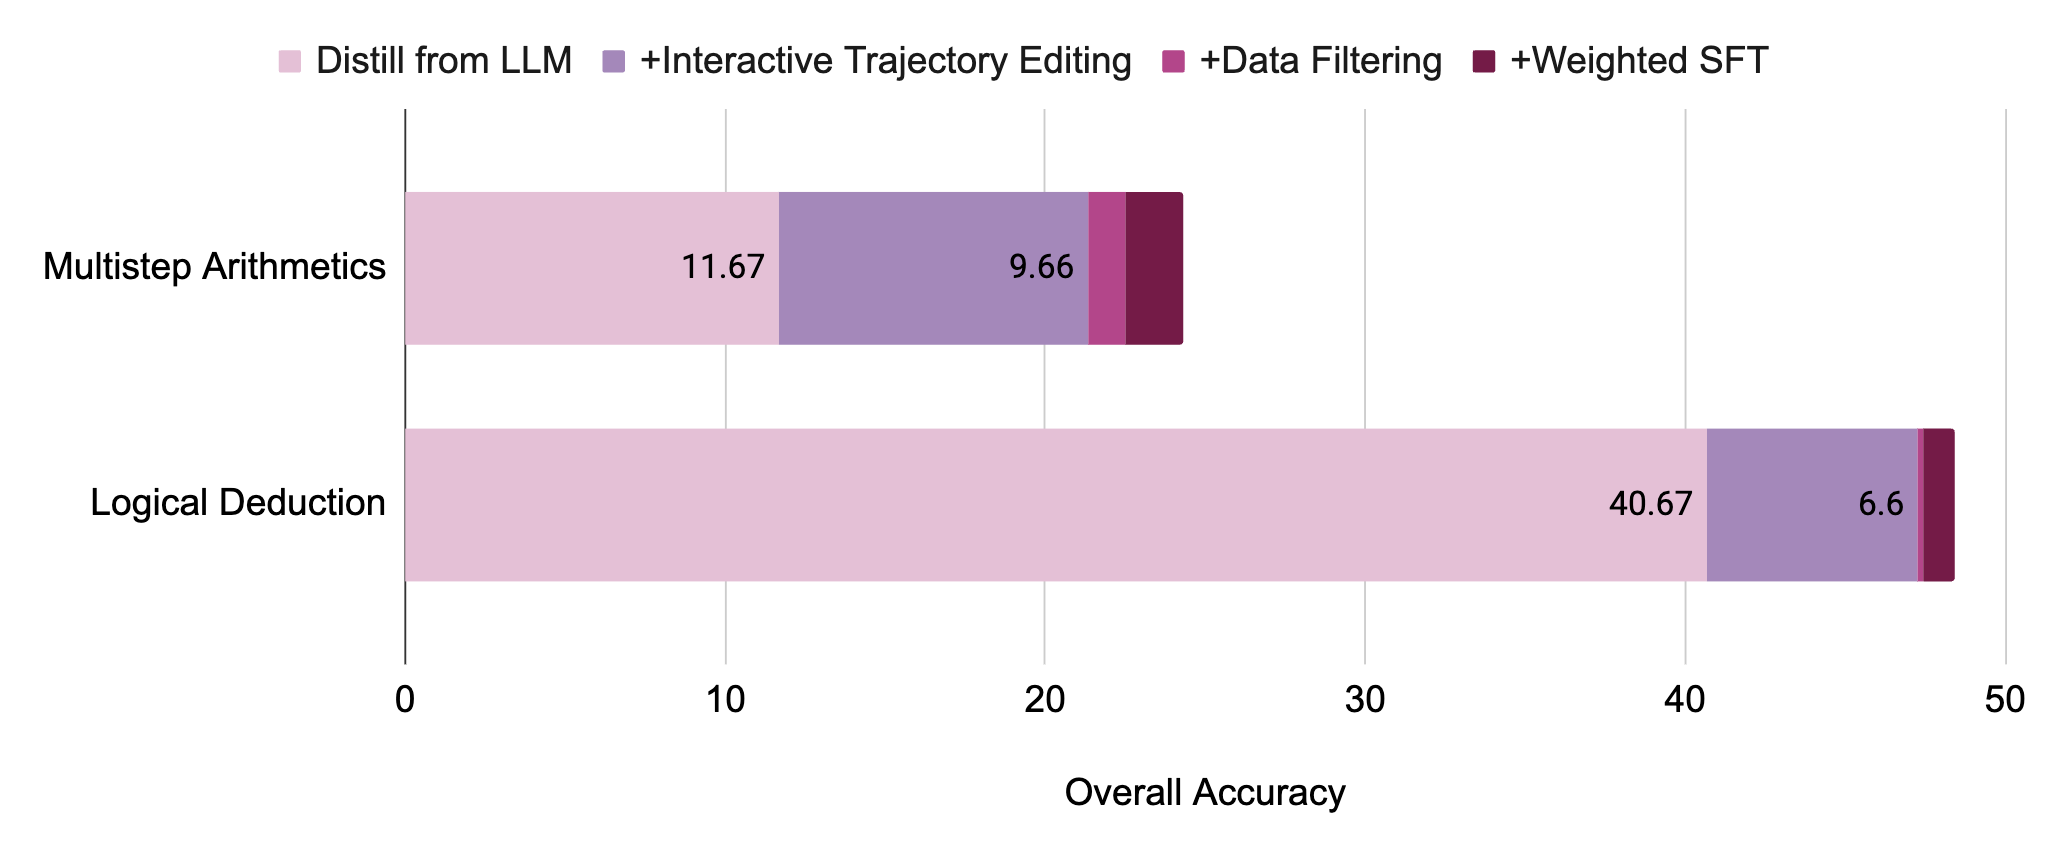 Distill from LLM +Interactive Trajectory Editing +Data Filtering +Weighted SFT
Multistep Arithmetics 11.67 9.66
Logical Deduction 40.67 6.6
0 10 20 30 40 50
Overall Accuracy